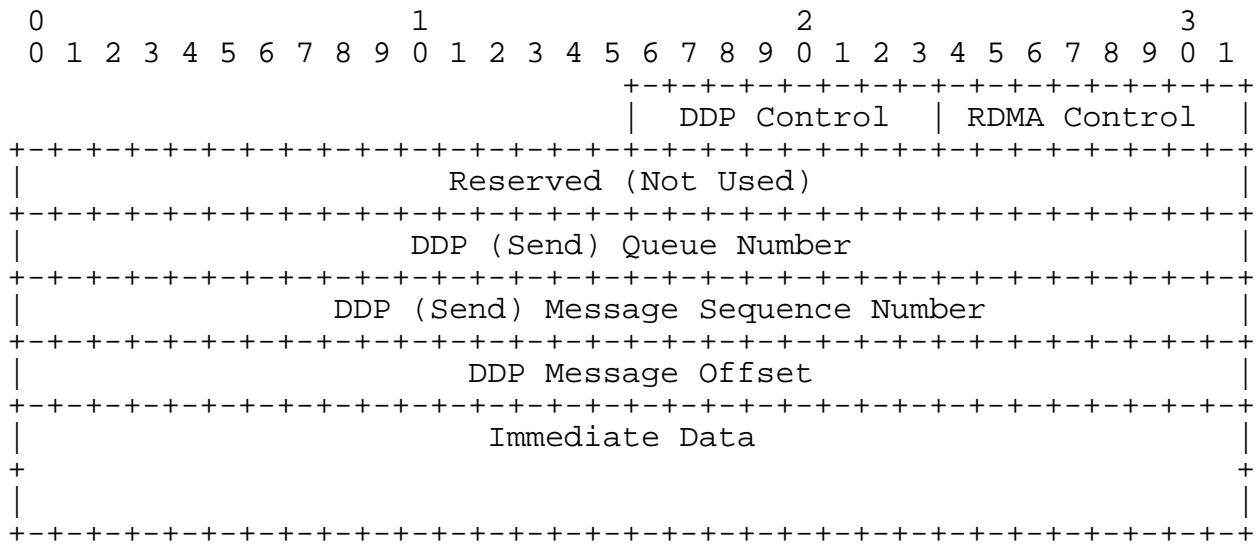 0                   1                   2                   3
0 1 2 3 4 5 6 7 8 9 0 1 2 3 4 5 6 7 8 9 0 1 2 3 4 5 6 7 8 9 0 1
                               +-+-+-+-+-+-+-+-+-+-+-+-+-+-+-+-+
                               |  DDP Control  | RDMA Control  |
+-+-+-+-+-+-+-+-+-+-+-+-+-+-+-+-+-+-+-+-+-+-+-+-+-+-+-+-+-+-+-+-+
|                      Reserved (Not Used)                      |
+-+-+-+-+-+-+-+-+-+-+-+-+-+-+-+-+-+-+-+-+-+-+-+-+-+-+-+-+-+-+-+-+
|                    DDP (Send) Queue Number                    |
+-+-+-+-+-+-+-+-+-+-+-+-+-+-+-+-+-+-+-+-+-+-+-+-+-+-+-+-+-+-+-+-+
|                DDP (Send) Message Sequence Number             |
+-+-+-+-+-+-+-+-+-+-+-+-+-+-+-+-+-+-+-+-+-+-+-+-+-+-+-+-+-+-+-+-+
|                       DDP Message Offset                      |
+-+-+-+-+-+-+-+-+-+-+-+-+-+-+-+-+-+-+-+-+-+-+-+-+-+-+-+-+-+-+-+-+
|                        Immediate Data                         |
+                                                               +
|                                                               |
+-+-+-+-+-+-+-+-+-+-+-+-+-+-+-+-+-+-+-+-+-+-+-+-+-+-+-+-+-+-+-+-+